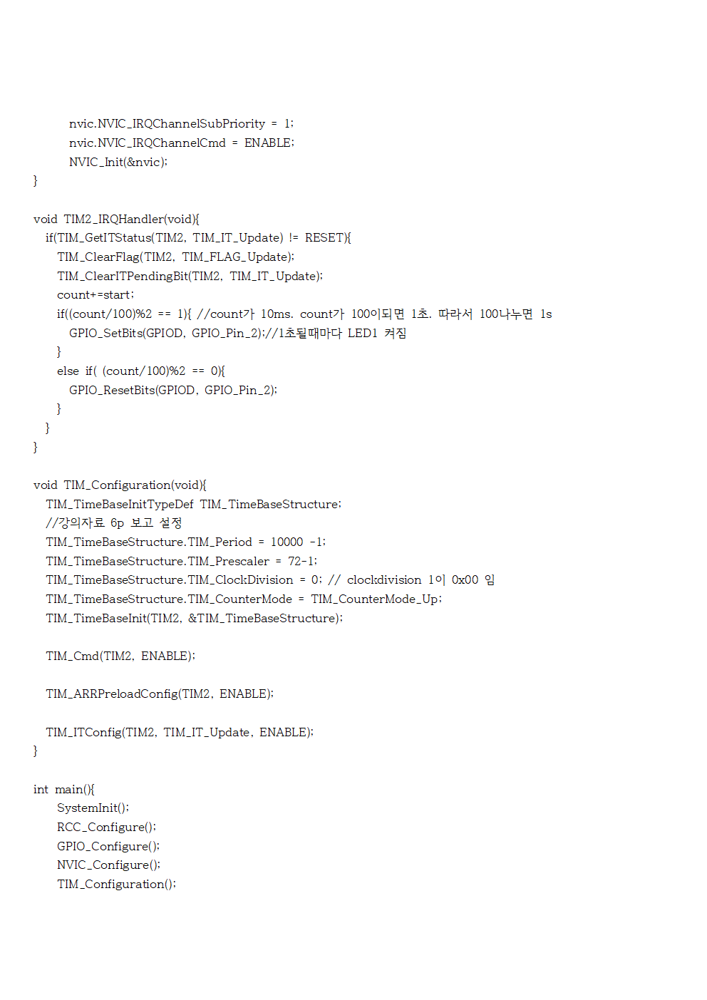 nvic.NVIC_IRQChannelSubPriority = 1;
nvic.NVIC_IRQChannelCmd = ENABLE;
NVIC_Init(&nvic);
}
void TIM2_IRQHandler(void){
if(TIM_GetITStatus(TIM2, TIM_IT_Update) != RESET){
TIM_ClearFlag(TIM2, TIM_FLAG_Update);
TIM_ClearITPendingBit(TIM2, TIM_IT_Update);
count+=start;
if((count/100)%2 == 1){ //count가 10ms. count가 100이되면 1초. 따라서 100나누면 1s
GPIO_SetBits(GPIOD, GPIO_Pin_2);//1초될때마다 LED1 켜짐
}
else if( (count/100)%2 == 0){
GPIO_ResetBits(GPIOD, GPIO_Pin_2);
}
}
}
void TIM_Configuration(void){
TIM_TimeBaseInitTypeDef TIM_TimeBaseStructure;
//강의자료 6p 보고 설정
TIM_TimeBaseStructure.TIM_Period = 10000 -1;
TIM_TimeBaseStructure.TIM_Prescaler = 72-1;
TIM_TimeBaseStructure.TIM_ClockDivision = 0; // clockdivision 1이 0x00 임
TIM_TimeBaseStructure.TIM_CounterMode = TIM_CounterMode_Up;
TIM_TimeBaseInit(TIM2, &TIM_TimeBaseStructure);
TIM_Cmd(TIM2, ENABLE);
TIM_ARRPreloadConfig(TIM2, ENABLE);
TIM_ITConfig(TIM2, TIM_IT_Update, ENABLE);
}
int main(){
SystemInit();
RCC_Configure();
GPIO_Configure();
NVIC_Configure();
TIM_Configuration();